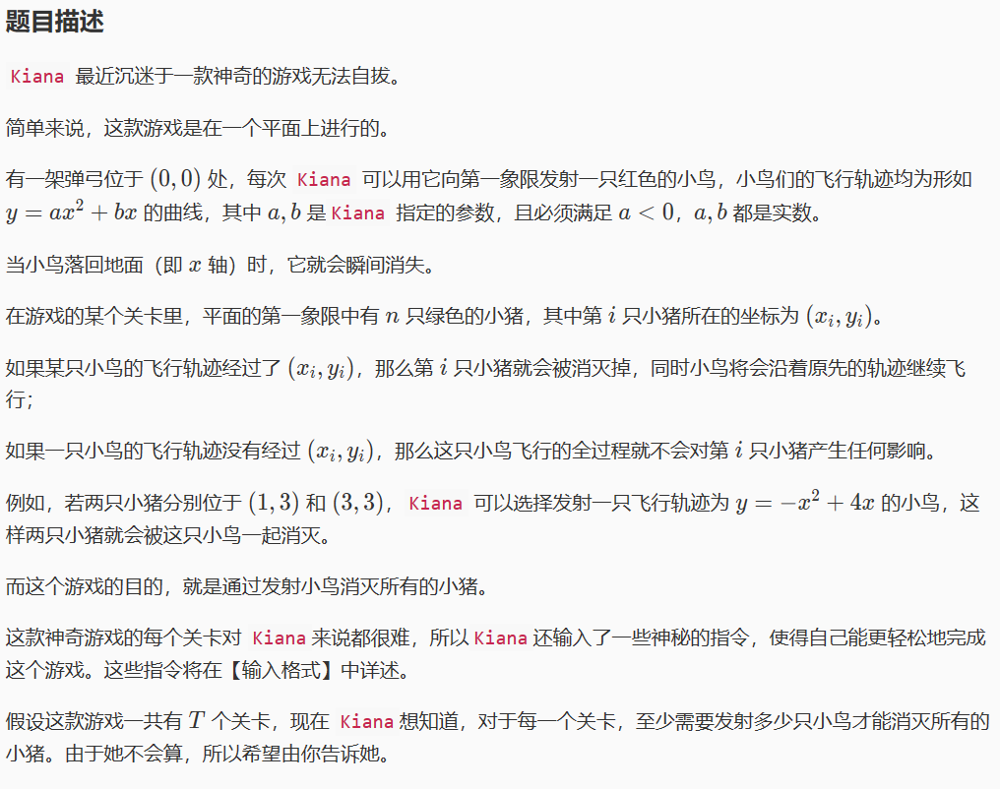 题目描述
Kiana 最近沉迷于一款神奇的游戏无法自拔。
简单来说，这款游戏是在一个平面上进行的。
有一架弹弓位于 (0,0) 处，每次 Kiana 可以用它向第一象限发射一只红色的小鸟，小鸟们的飞行轨迹均为形如
y = ax² + bx 的曲线，其中 a,b 是 Kiana 指定的参数，且必须满足 a < 0，a,b 都是实数。
当小鸟落回地面（即 x 轴）时，它就会瞬间消失。
在游戏的某个关卡里，平面的第一象限中有 n 只绿色的小猪，其中第 i 只小猪所在的坐标为 (xᵢ,yᵢ)。
如果某只小鸟的飞行轨迹经过了 (xᵢ,yᵢ)，那么第 i 只小猪就会被消灭掉，同时小鸟将会沿着原先的轨迹继续飞
行；
如果一只小鸟的飞行轨迹没有经过 (xᵢ,yᵢ)，那么这只小鸟飞行的全过程就不会对第 i 只小猪产生任何影响。
例如，若两只小猪分别位于 (1,3) 和 (3,3)， Kiana 可以选择发射一只飞行轨迹为 y = −x² + 4x 的小鸟，这
样两只小猪就会被这只小鸟一起消灭。
而这个游戏的目的，就是通过发射小鸟消灭所有的小猪。
这款神奇游戏的每个关卡对 Kiana 来说都很难，所以 Kiana 还输入了一些神秘的指令，使得自己能更轻松地完成
这个游戏。这些指令将在【输入格式】中详述。
假设这款游戏一共有 T 个关卡，现在 Kiana 想知道，对于每一个关卡，至少需要发射多少只小鸟才能消灭所有的
小猪。由于她不会算，所以希望由你告诉她。